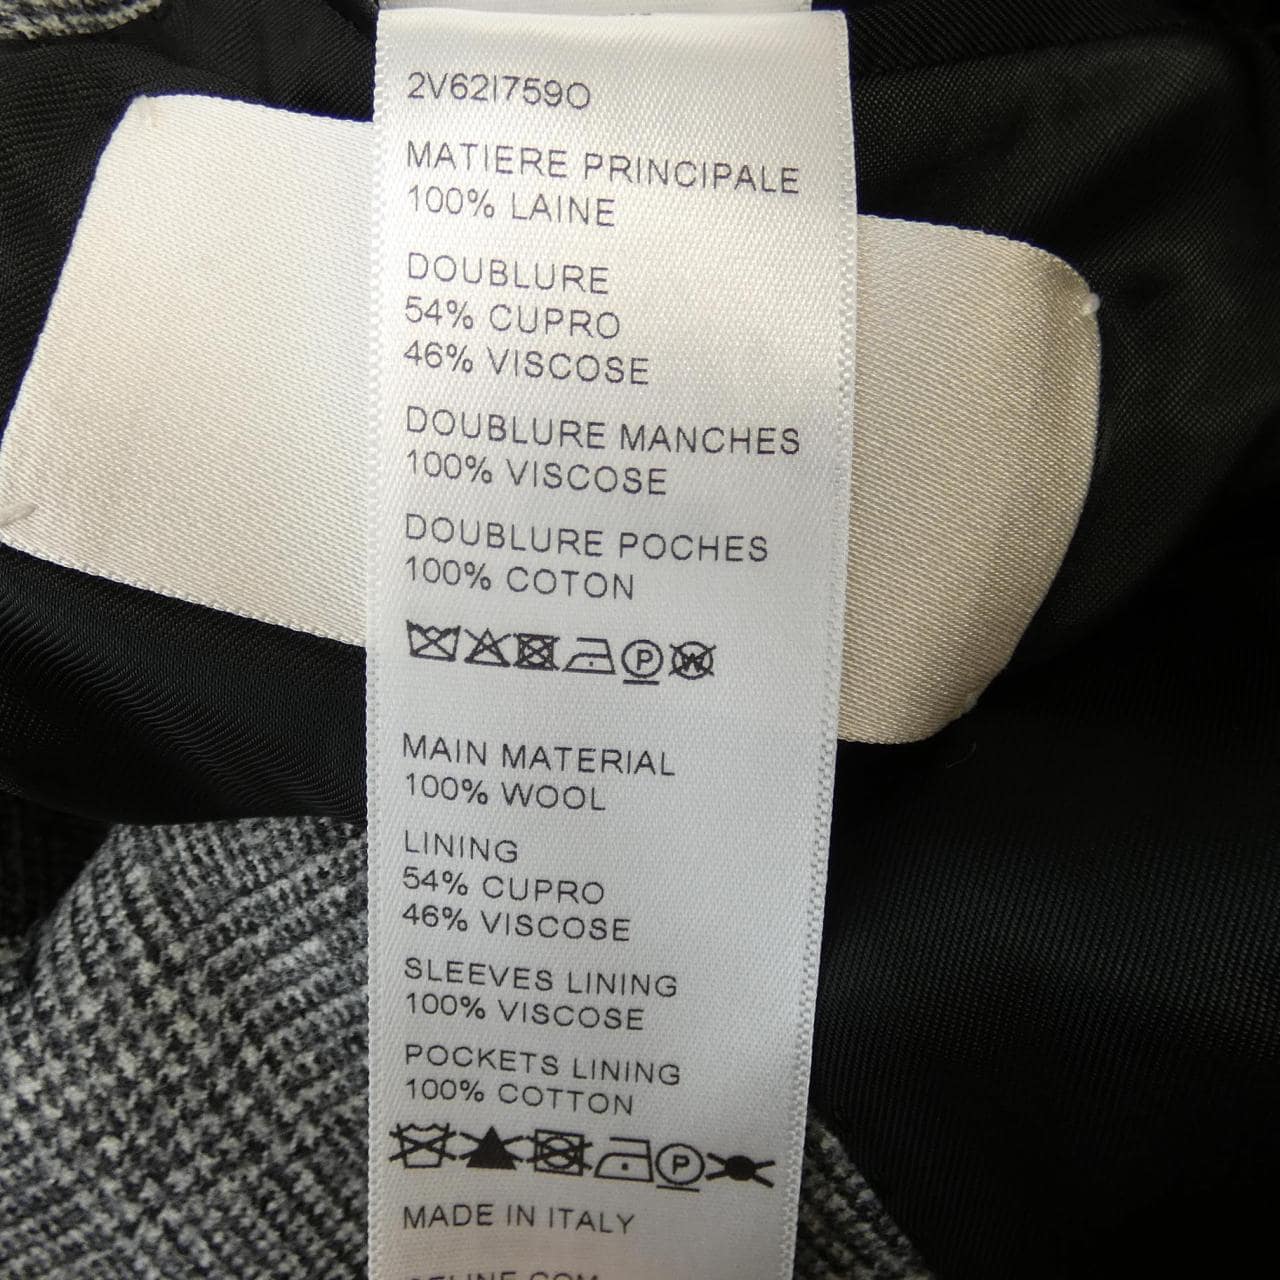 2V62I759O
MATIERE PRINCIPALE
100% LAINE
DOUBLURE
54% CUPRO
46% VISCOSE
DOUBLURE MANCHES
100% VISCOSE
DOUBLURE POCHES
100% COTON
P W
MAIN MATERIAL
100% WOOL
LINING
54% CUPRO
46% VISCOSE
SLEEVES LINING
100% VISCOSE
POCKETS LINING
100% COTTON
P
MADE IN ITALY